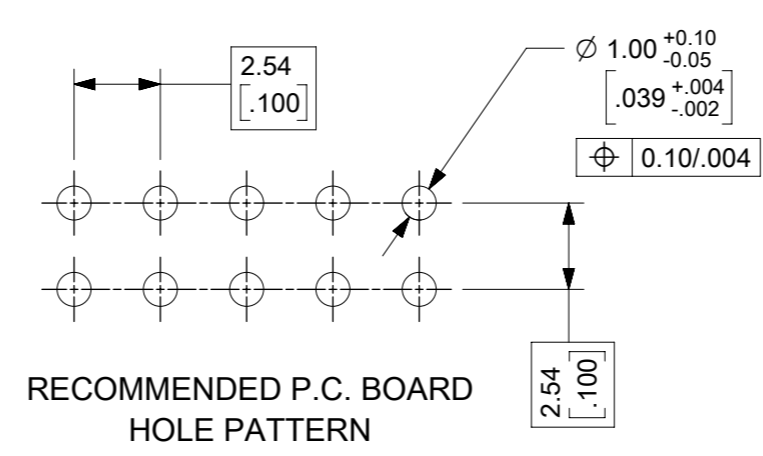 2.54
[.100]
Ø 1.00 +0.10 -0.05
[.039 +.004 -.002]
⌖ 0.10/.004
2.54
[.100]
RECOMMENDED P.C. BOARD
HOLE PATTERN